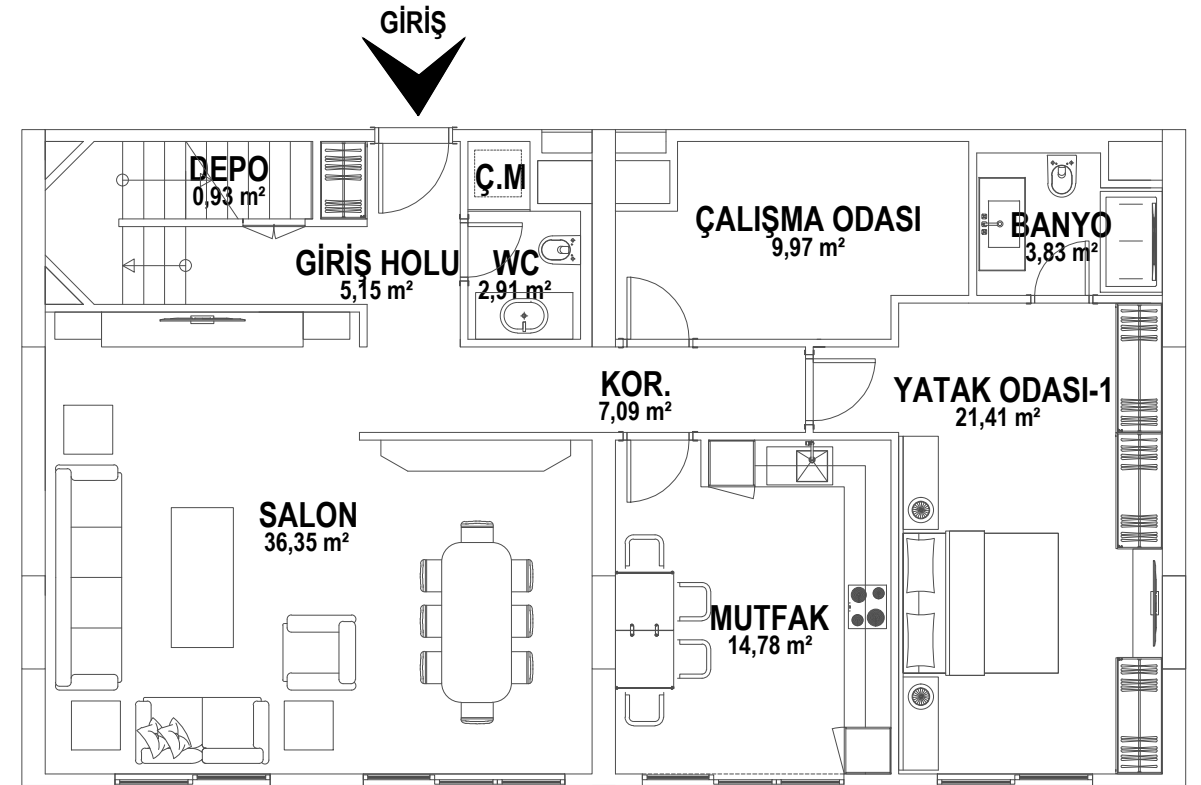 GİRİŞ
DEPO
0,93 m²
Ç.M
GİRİŞ HOLU
5,15 m²
WC
2,91 m²
ÇALIŞMA ODASI
9,97 m²
BANYO
3,83 m²
KOR.
7,09 m²
YATAK ODASI-1
21,41 m²
SALON
36,35 m²
MUTFAK
14,78 m²